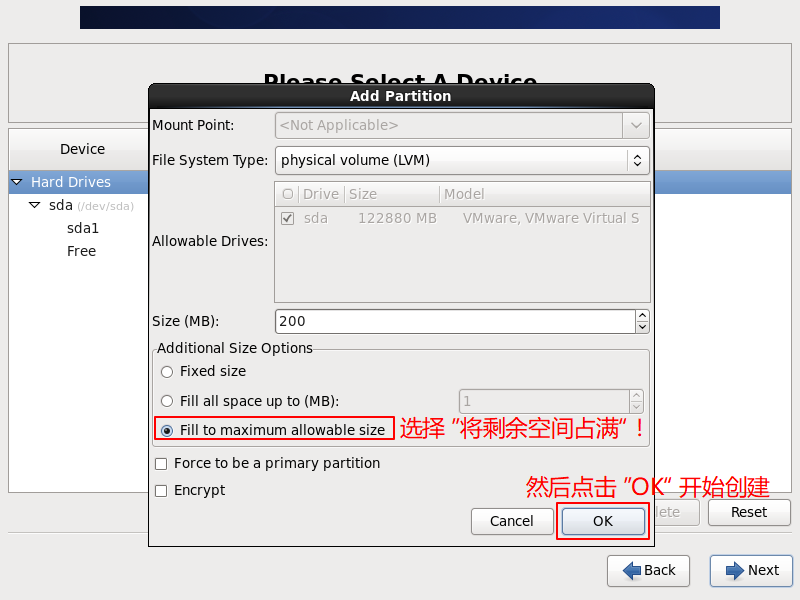 Please Select A Device
Add Partition
Mount Point:
<Not Applicable>
Device
File System Type:
physical volume (LVM)
Hard Drives
Drive Size Model
sda (/dev/sda)
sda 122880 MB VMware, VMware Virtual S
sda1
Allowable Drives:
Free
Size (MB):
200
Additional Size Options
Fixed size
Fill all space up to (MB):
1
Fill to maximum allowable size
选择 "将剩余空间占满" !
Force to be a primary partition
Encrypt
然后点击 "OK" 开始创建
Cancel
OK
Reset
Back
Next